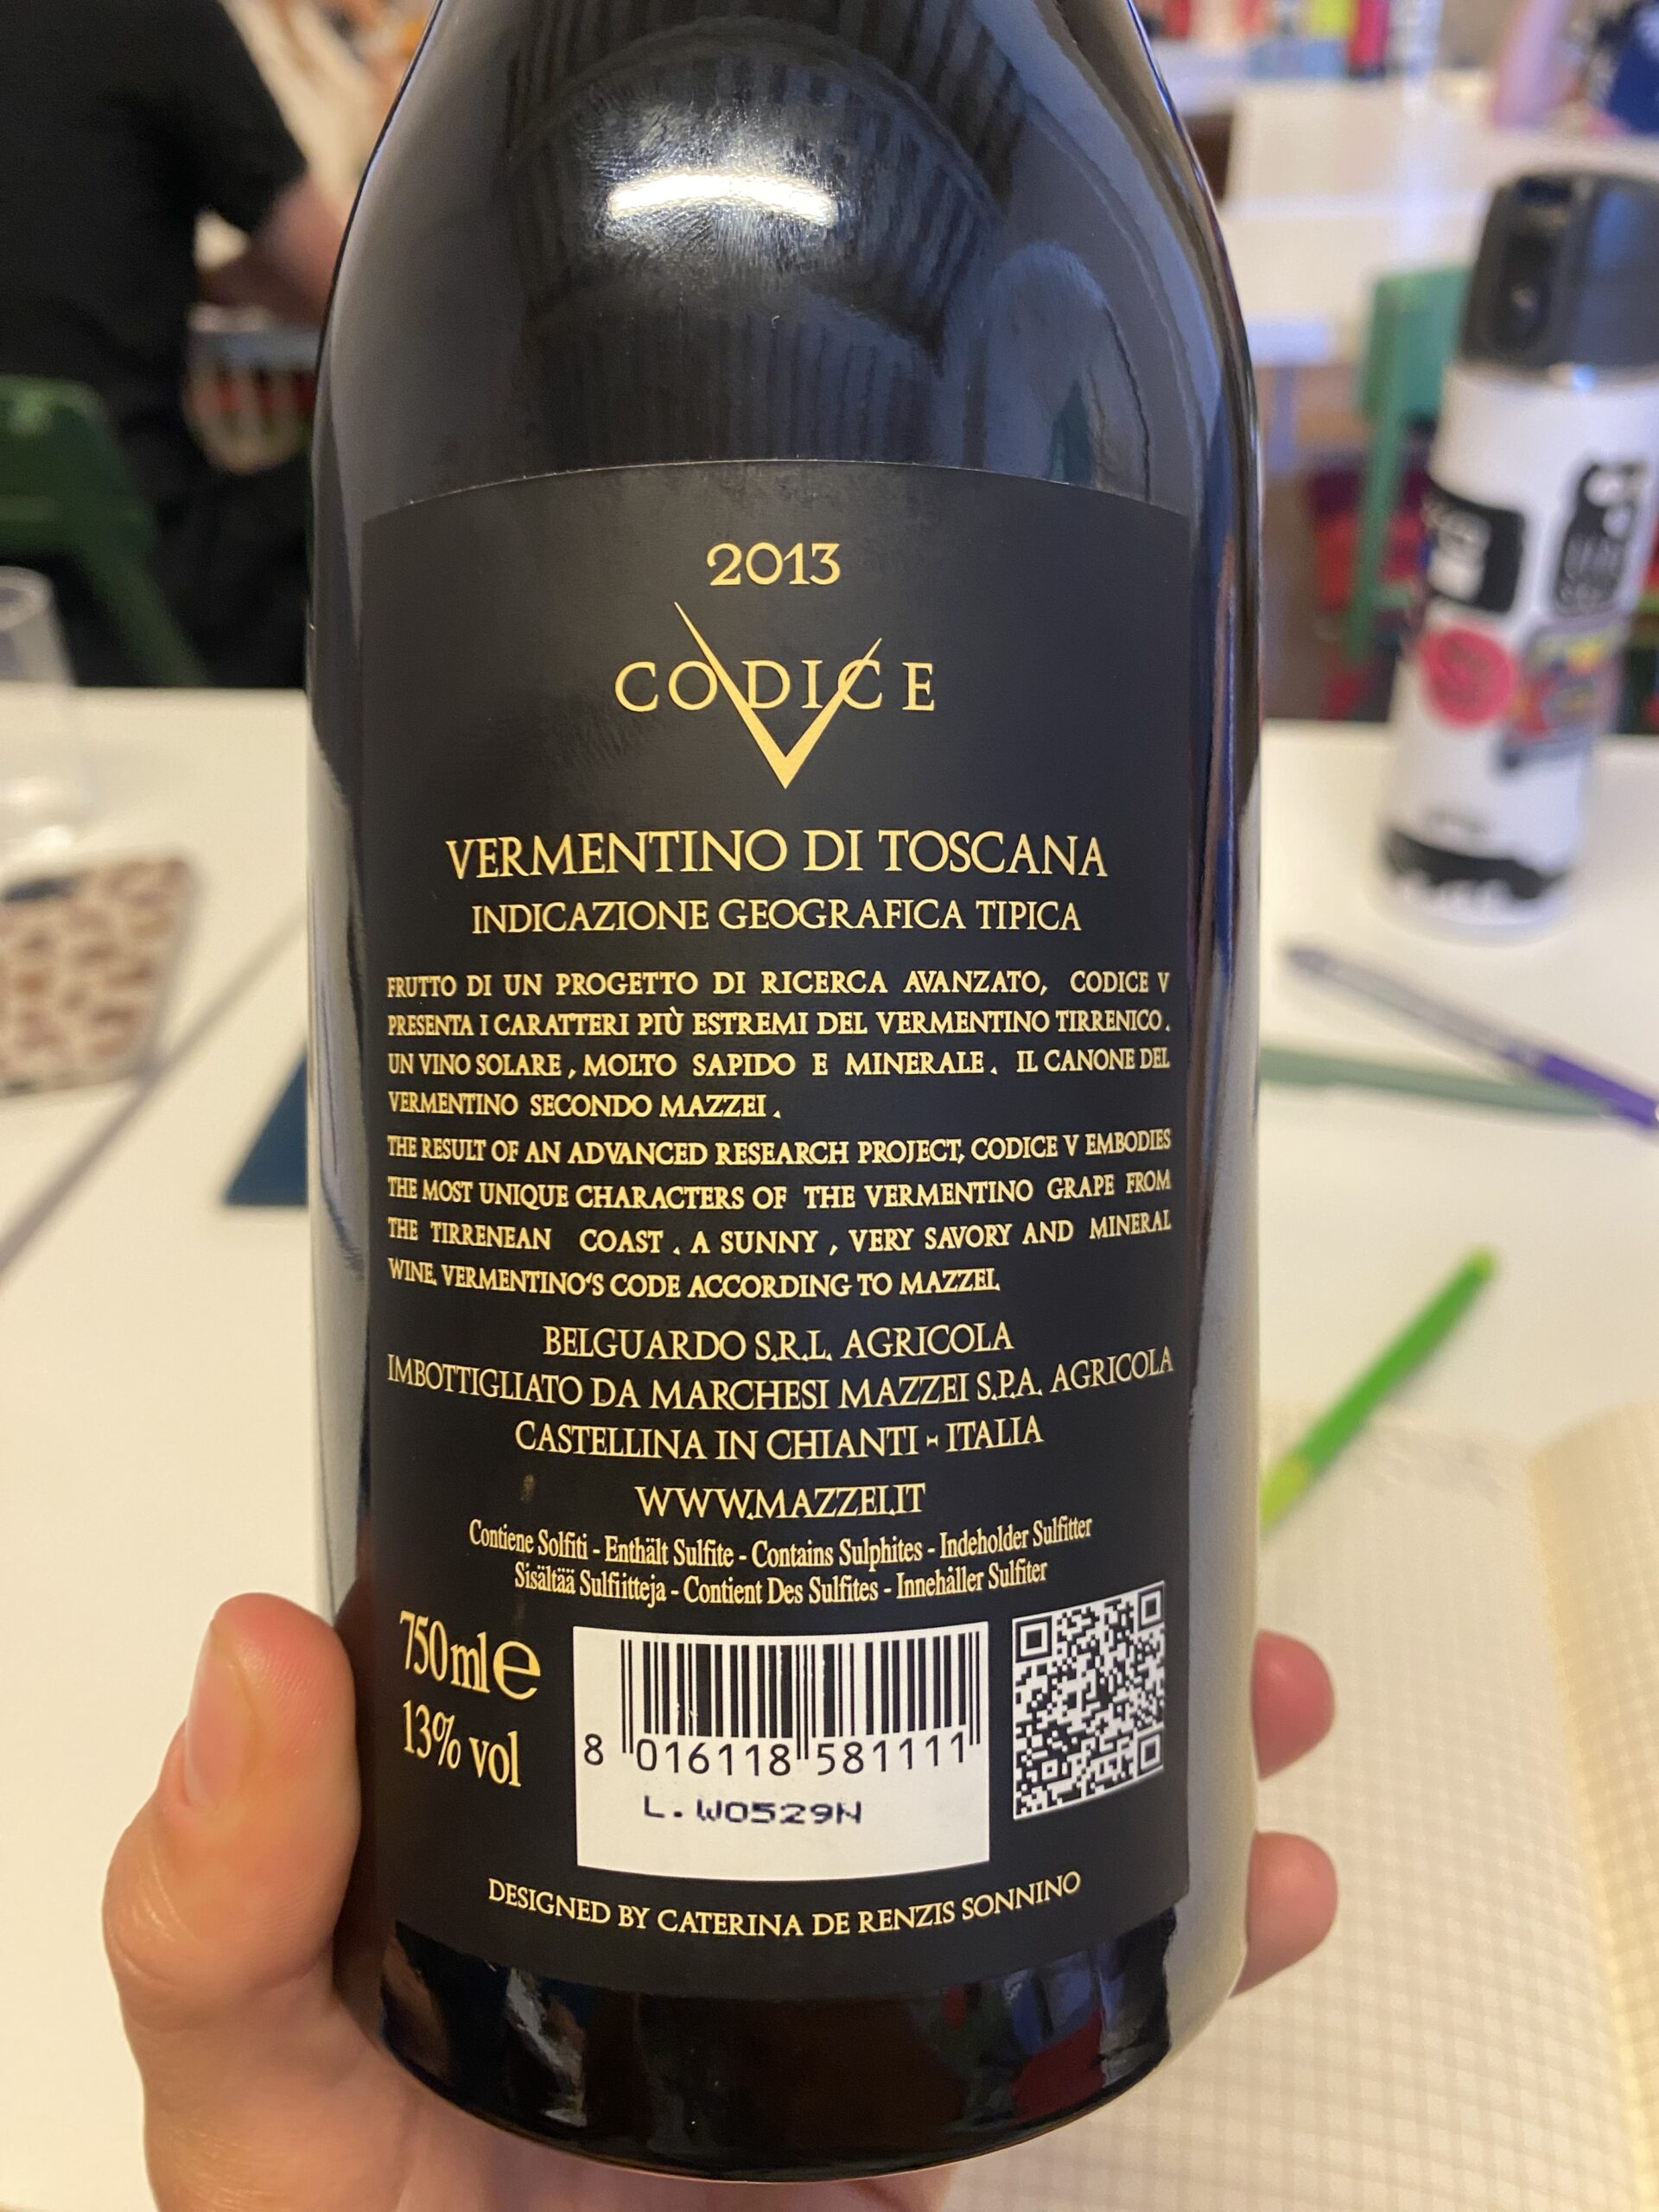 2013
CODICE
V
VERMENTINO DI TOSCANA
INDICAZIONE GEOGRAFICA TIPICA
FRUTTO DI UN PROGETTO DI RICERCA AVANZATO, CODICE V
PRESENTA I CARATTERI PIÙ ESTREMI DEL VERMENTINO TIRRENICO.
UN VINO SOLARE, MOLTO SAPIDO E MINERALE. IL CANONE DEL
VERMENTINO SECONDO MAZZEI.
THE RESULT OF AN ADVANCED RESEARCH PROJECT, CODICE V EMBODIES
THE MOST UNIQUE CHARACTERS OF THE VERMENTINO GRAPE FROM
THE TIRRENEAN COAST. A SUNNY, VERY SAVORY AND MINERAL
WINE. VERMENTINO'S CODE ACCORDING TO MAZZEI.
BELGUARDO S.R.L. AGRICOLA
IMBOTTIGLIATO DA MARCHESI MAZZEI S.P.A. AGRICOLA
CASTELLINA IN CHIANTI - ITALIA
WWW.MAZZEI.IT
Contiene Solfiti - Enthält Sulfite - Contains Sulphites - Indeholder Sulfitter
Sisältää Sulfiitteja - Contient Des Sulfites - Innehåller Sulfiter
750 ml e
13% vol
8 016118 581111
L. W0529N
DESIGNED BY CATERINA DE RENZIS SONNINO